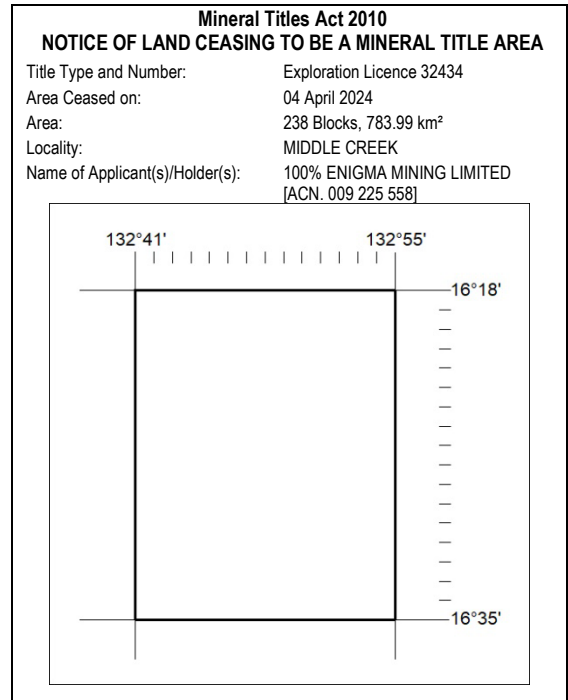 Mineral Titles Act 2010
NOTICE OF LAND CEASING TO BE A MINERAL TITLE AREA
Title Type and Number: Exploration Licence 32434
Area Ceased on: 04 April 2024
Area: 238 Blocks, 783.99 km²
Locality: MIDDLE CREEK
Name of Applicant(s)/Holder(s): 100% ENIGMA MINING LIMITED
[ACN. 009 225 558]
132°41' 132°55'
16°18'
16°35'